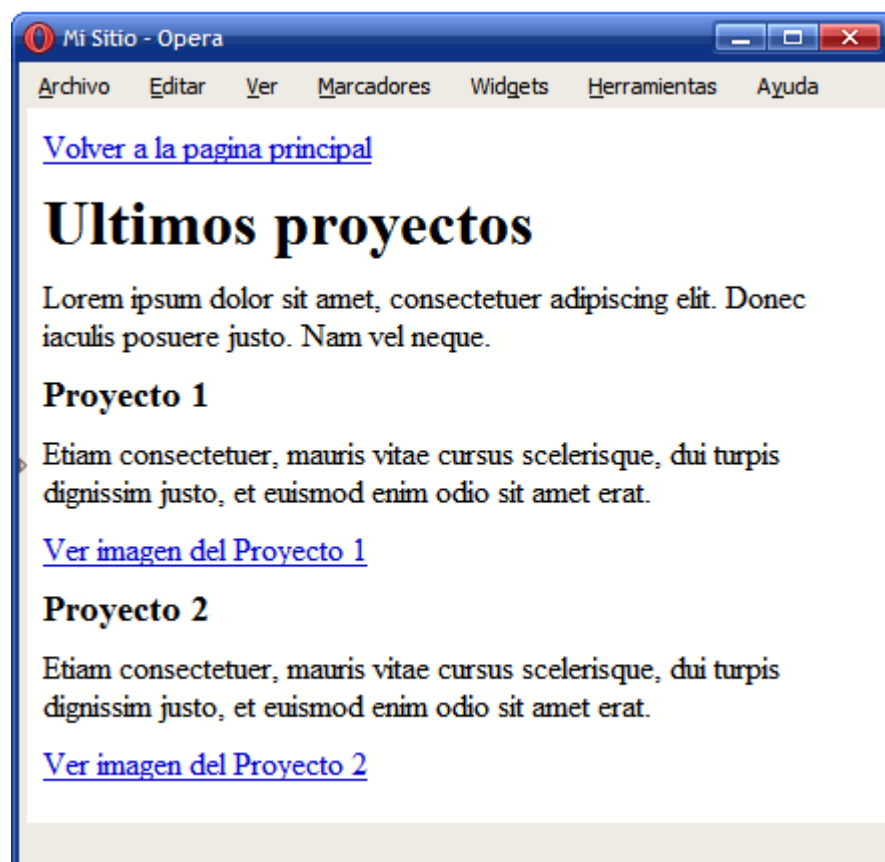 Mi Sitio - Opera
Archivo Editar Ver Marcadores Widgets Herramientas Ayuda
Volver a la pagina principal
Ultimos proyectos
Lorem ipsum dolor sit amet, consectetuer adipiscing elit. Donec
iaculis posuere justo. Nam vel neque.
Proyecto 1
Etiam consectetuer, mauris vitae cursus scelerisque, dui turpis
dignissim justo, et euismod enim odio sit amet erat.
Ver imagen del Proyecto 1
Proyecto 2
Etiam consectetuer, mauris vitae cursus scelerisque, dui turpis
dignissim justo, et euismod enim odio sit amet erat.
Ver imagen del Proyecto 2